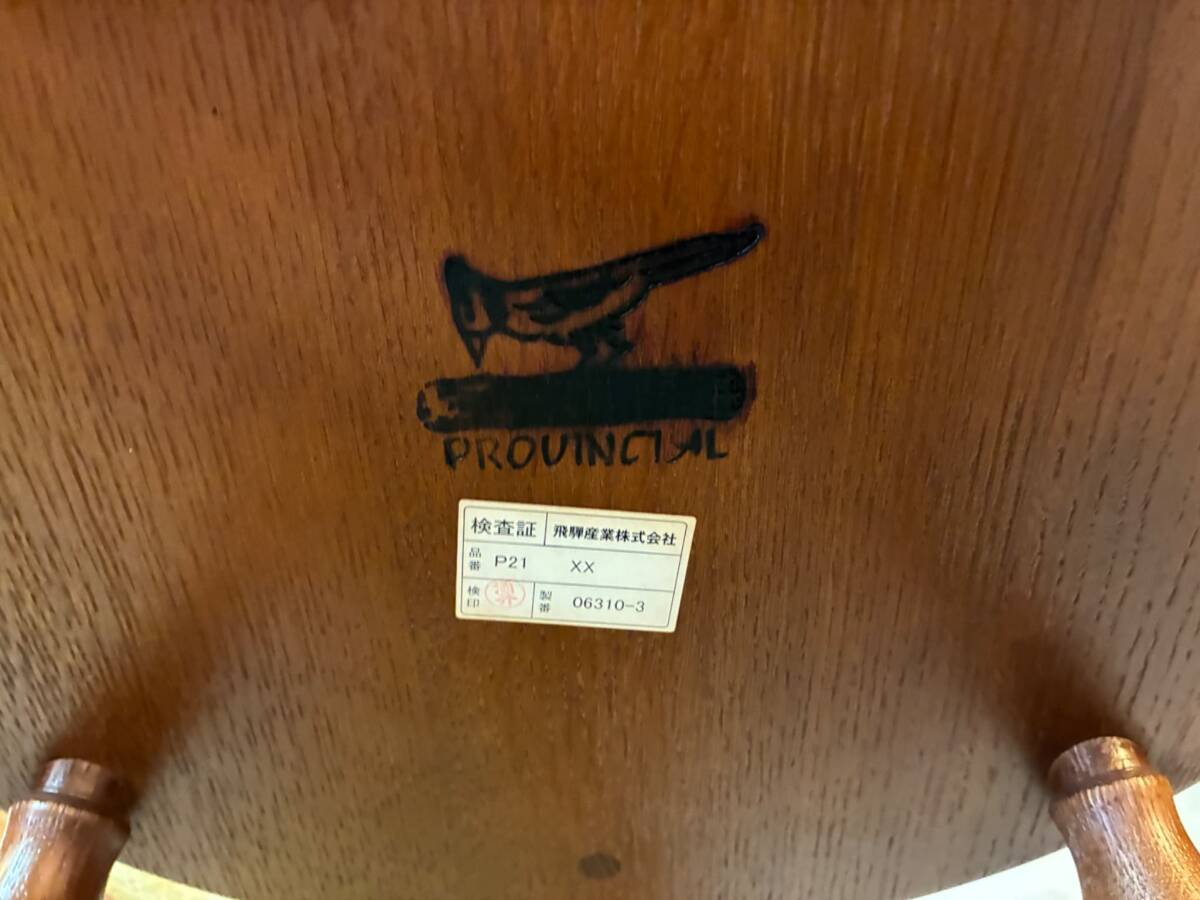 PROVINCIAL
検査証 飛騨産業株式会社
品番 P21 XX
検印 製番 06310-3